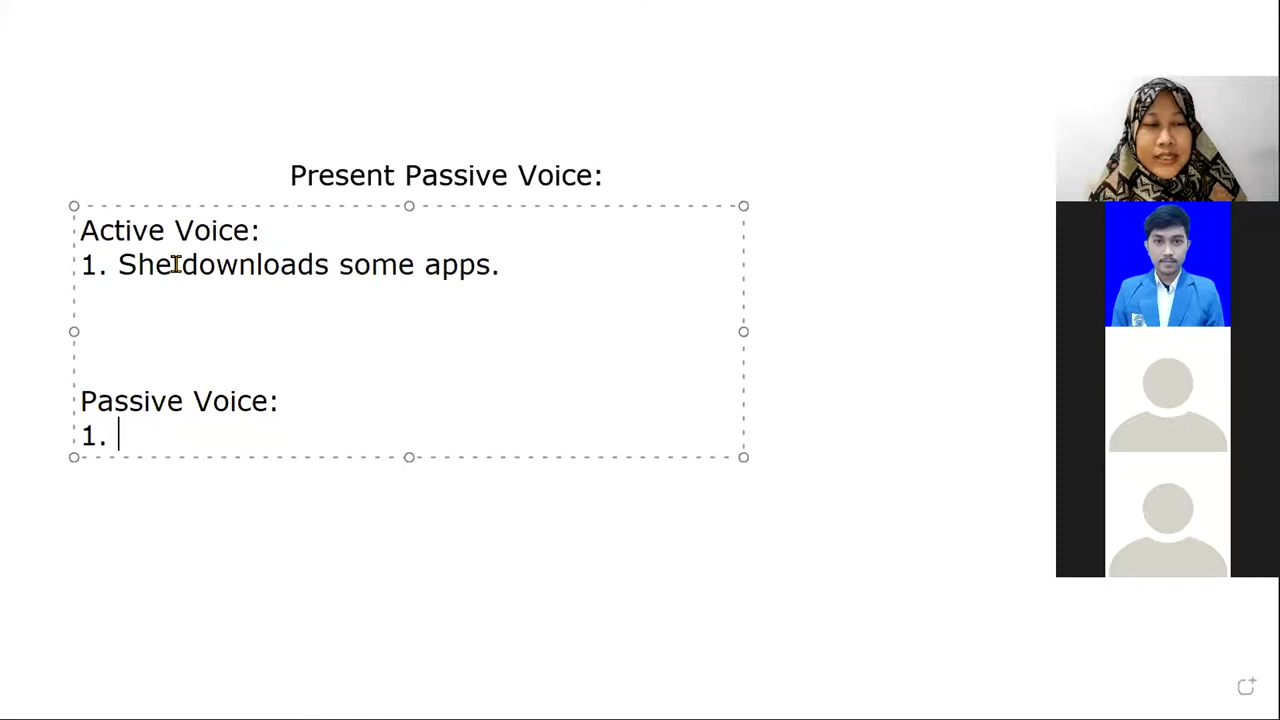 Present Passive Voice:
Active Voice:
1. She downloads some apps.
Passive Voice:
1.